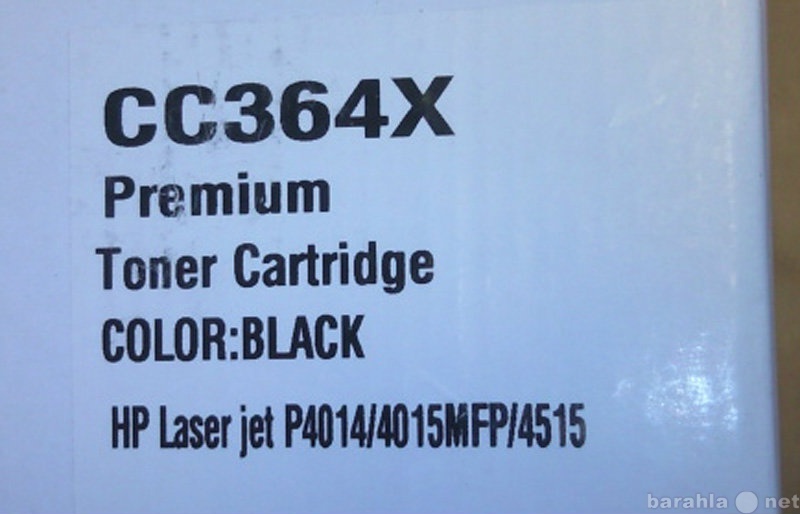 CC364X
Premium
Toner Cartridge
COLOR:BLACK
HP Laser jet P4014/4015MFP/4515
barahla net